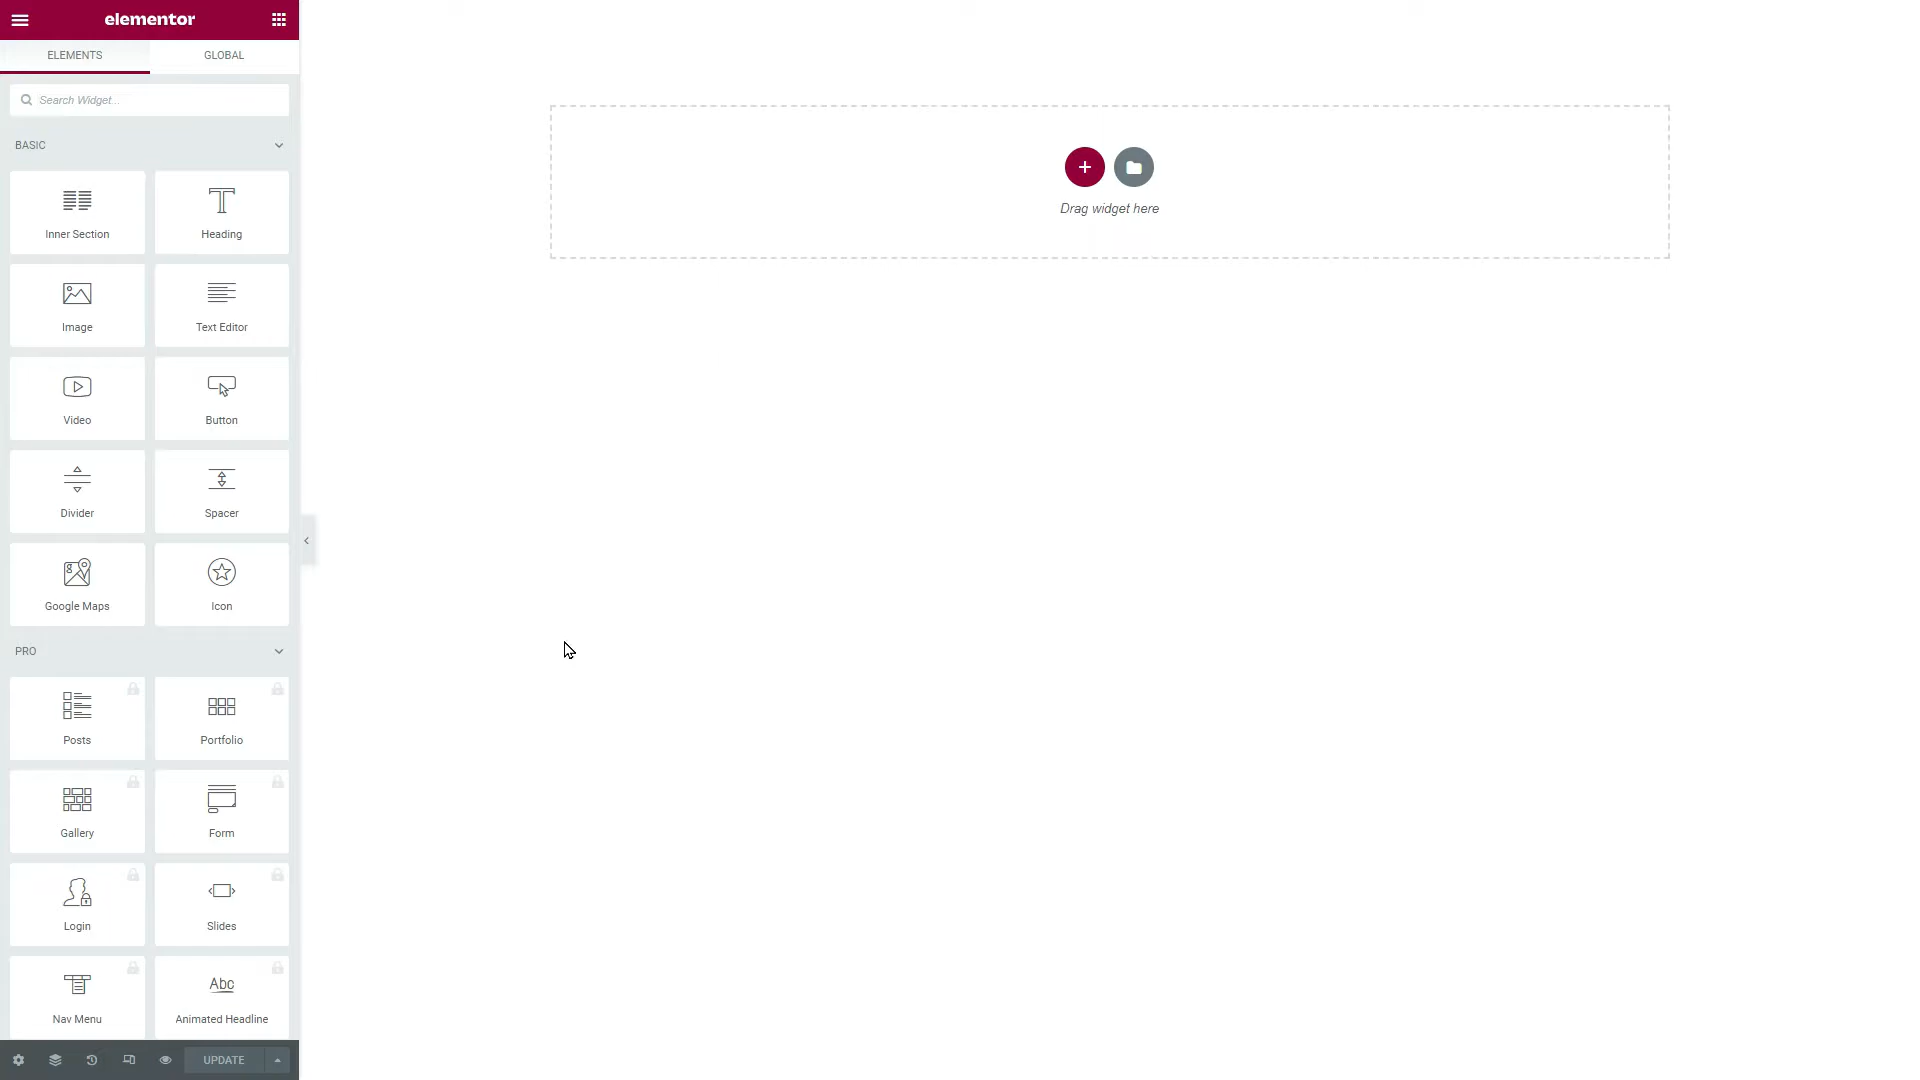 elementor
ELEMENTS
GLOBAL
Search Widget...
BASIC
Inner Section
Heading
Image
Text Editor
Video
Button
Divider
Spacer
Google Maps
Icon
PRO
Posts
Portfolio
Gallery
Form
Login
Slides
Nav Menu
Abc
Animated Headline
UPDATE
Drag widget here